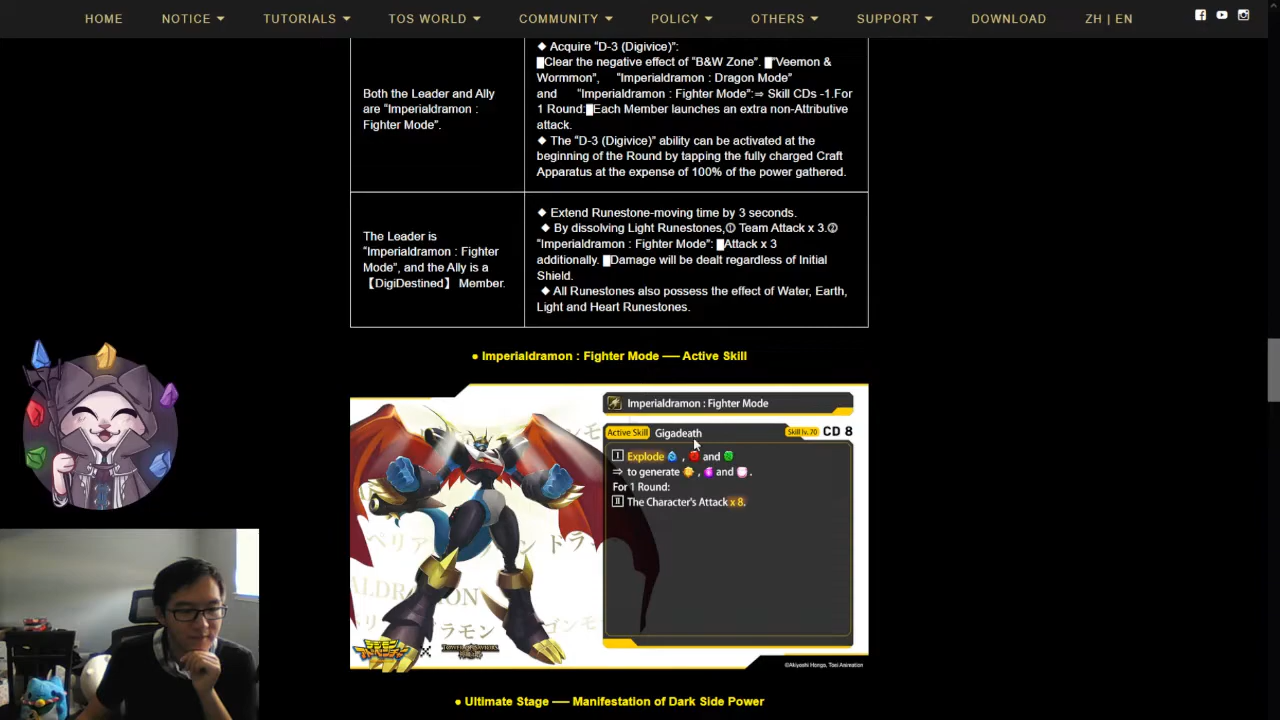 HOME NOTICE TUTORIALS TOS WORLD COMMUNITY POLICY OTHERS SUPPORT DOWNLOAD ZH | EN
◆ Acquire “D-3 (Digivice)”:
█Clear the negative effect of “B&W Zone”. █“Veemon &
Wormmon”, “Imperialdramon : Dragon Mode”
and “Imperialdramon : Fighter Mode”:⇒ Skill CDs -1.For
1 Round:█Each Member launches an extra non-Attributive
attack.
◆ The “D-3 (Digivice)” ability can be activated at the
beginning of the Round by tapping the fully charged Craft
Apparatus at the expense of 100% of the power gathered.
Both the Leader and Ally
are “Imperialdramon :
Fighter Mode”.
◆ Extend Runestone-moving time by 3 seconds.
◆ By dissolving Light Runestones,① Team Attack x 3.②
“Imperialdramon : Fighter Mode”: █Attack x 3
additionally. █Damage will be dealt regardless of Initial
Shield.
◆ All Runestones also possess the effect of Water, Earth,
Light and Heart Runestones.
The Leader is
“Imperialdramon : Fighter
Mode”, and the Ally is a
【DigiDestined】 Member.
● Imperialdramon : Fighter Mode ── Active Skill
Imperialdramon : Fighter Mode
Active Skill Gigadeath Skill lv. 20 CD 8
I Explode , and
⇒ to generate , and .
For 1 Round:
II The Character's Attack x 8.
TOWER OF SAVIORS
©Akiyoshi Hongo, Toei Animation
● Ultimate Stage ── Manifestation of Dark Side Power